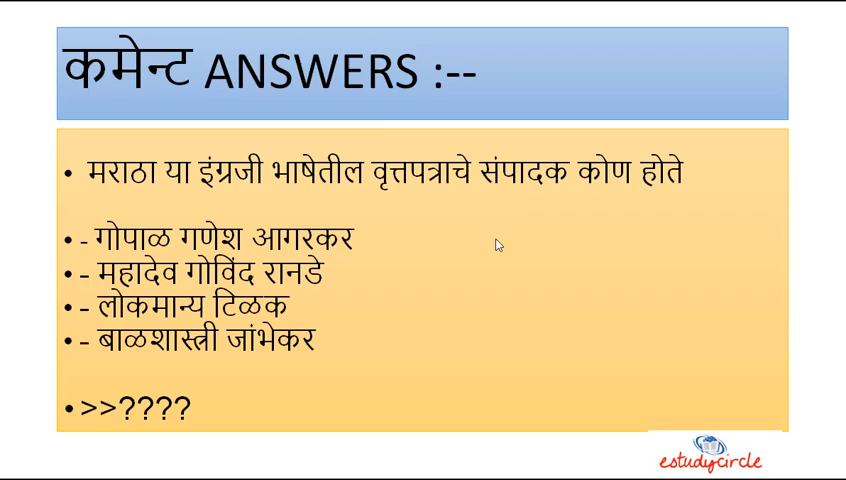 कमेन्ट ANSWERS :--
• मराठा या इंग्रजी भाषेतील वृत्तपत्राचे संपादक कोण होते
• - गोपाळ गणेश आगरकर
• - महादेव गोविंद रानडे
• - लोकमान्य टिळक
• - बाळशास्त्री जांभेकर
• >>????
estudycircle